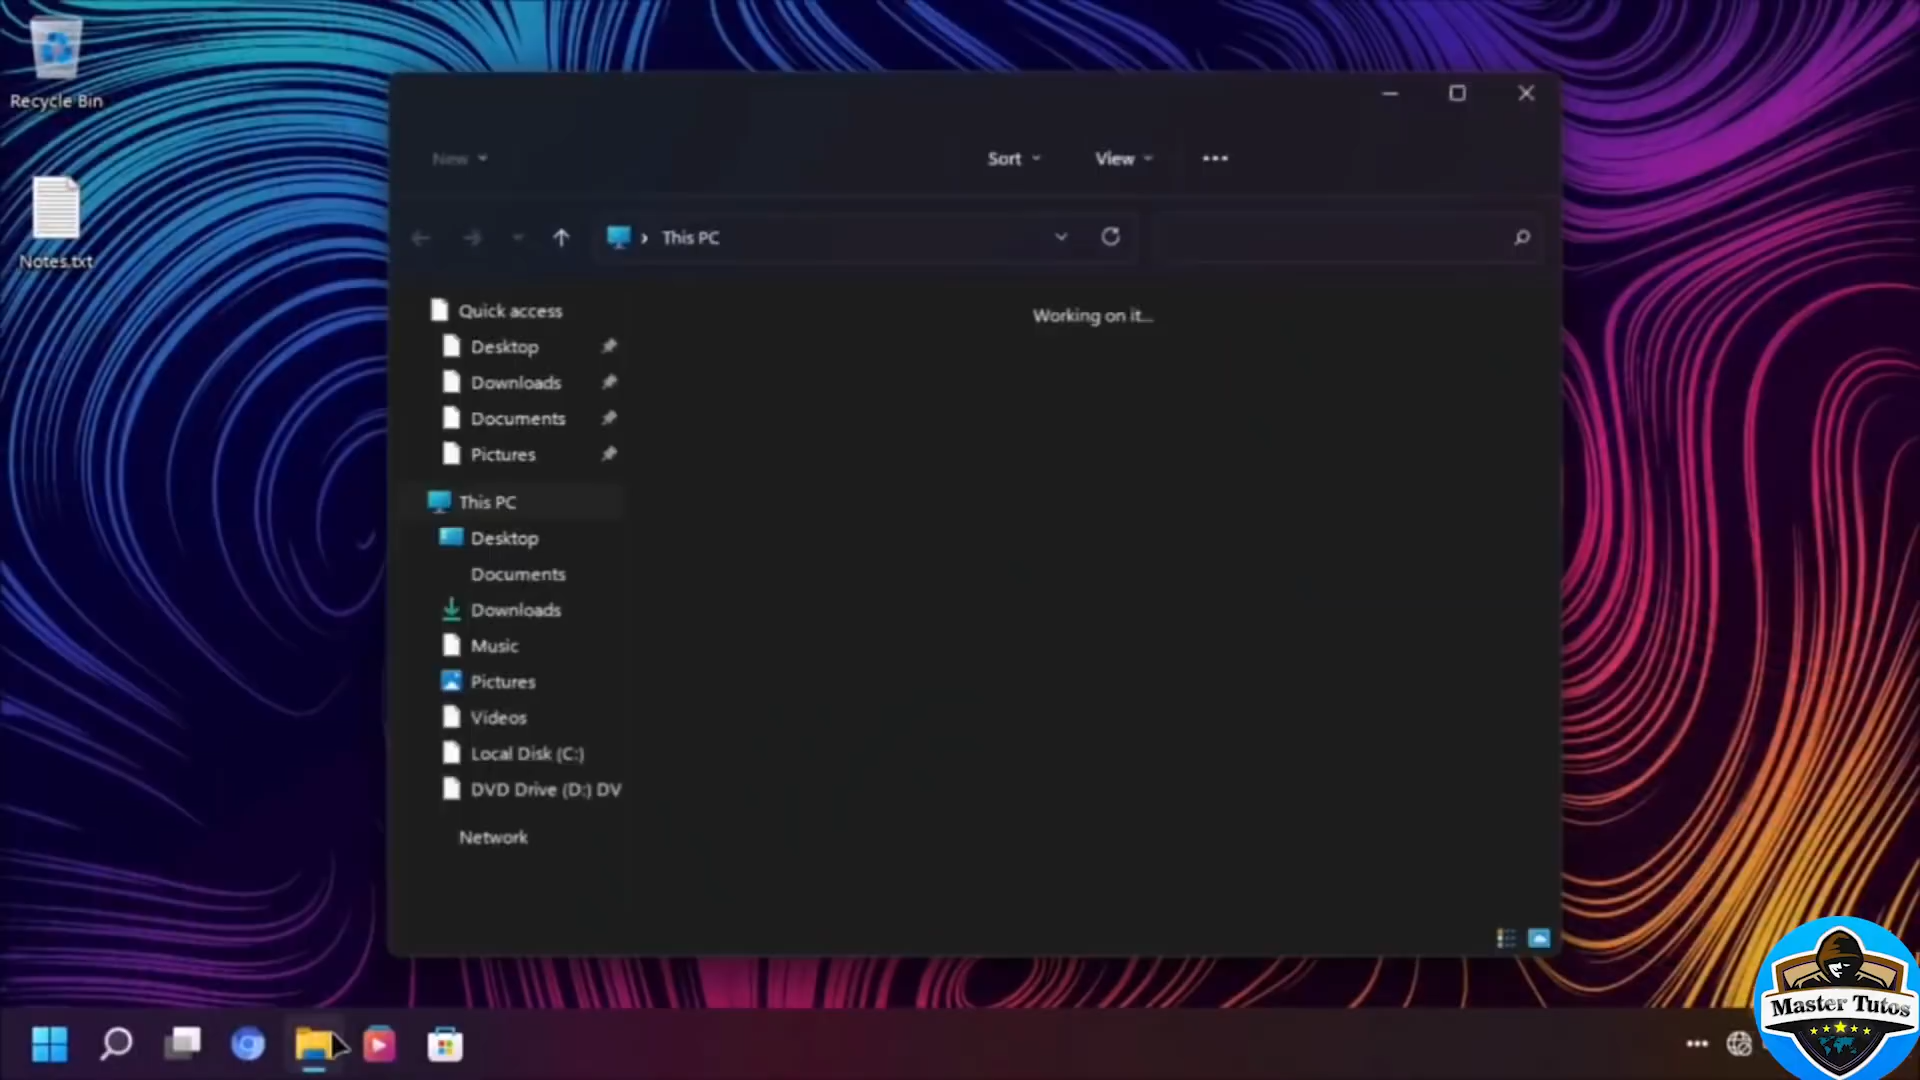 Recycle Bin
Notes.txt
New
Sort
View
This PC
Working on it...
Quick access
Desktop
Downloads
Documents
Pictures
This PC
Desktop
Documents
Downloads
Music
Pictures
Videos
Local Disk (C:)
DVD Drive (D:) DV
Network
Master Tutos